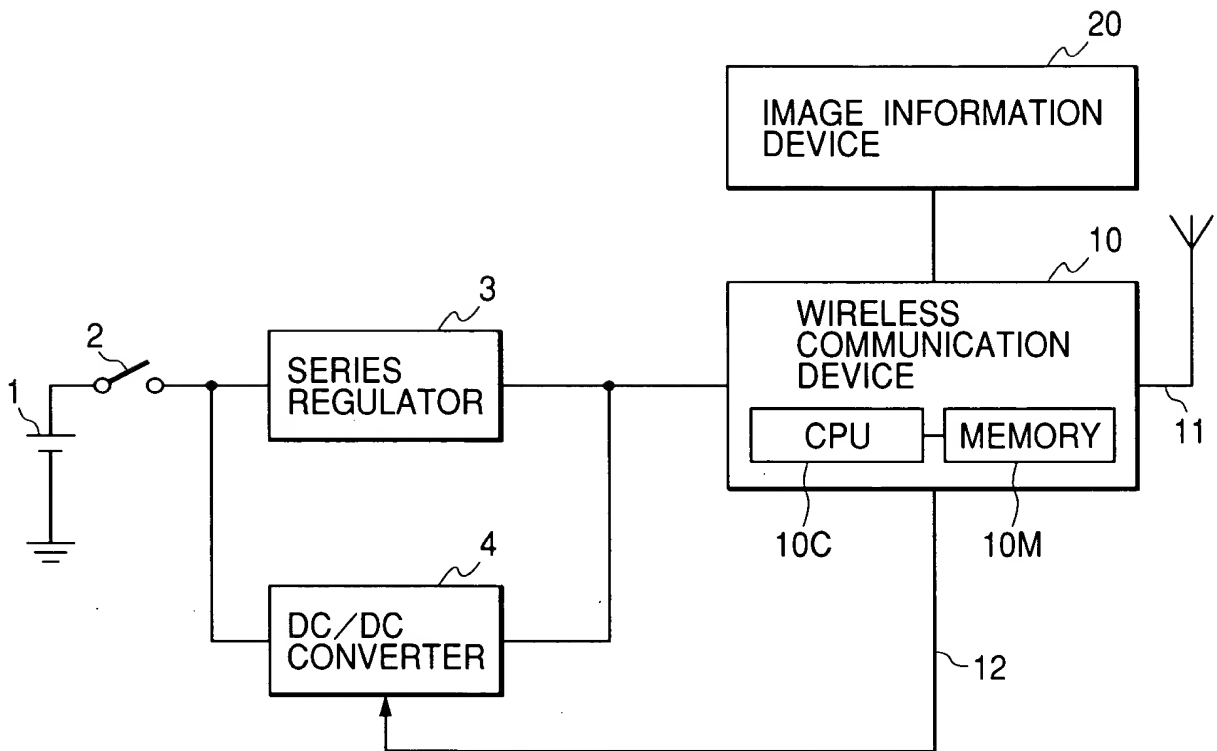 20
IMAGE INFORMATION
DEVICE
10
WIRELESS
COMMUNICATION
DEVICE
CPU
MEMORY
11
10C
10M
3
SERIES
REGULATOR
2
1
4
DC/DC
CONVERTER
12